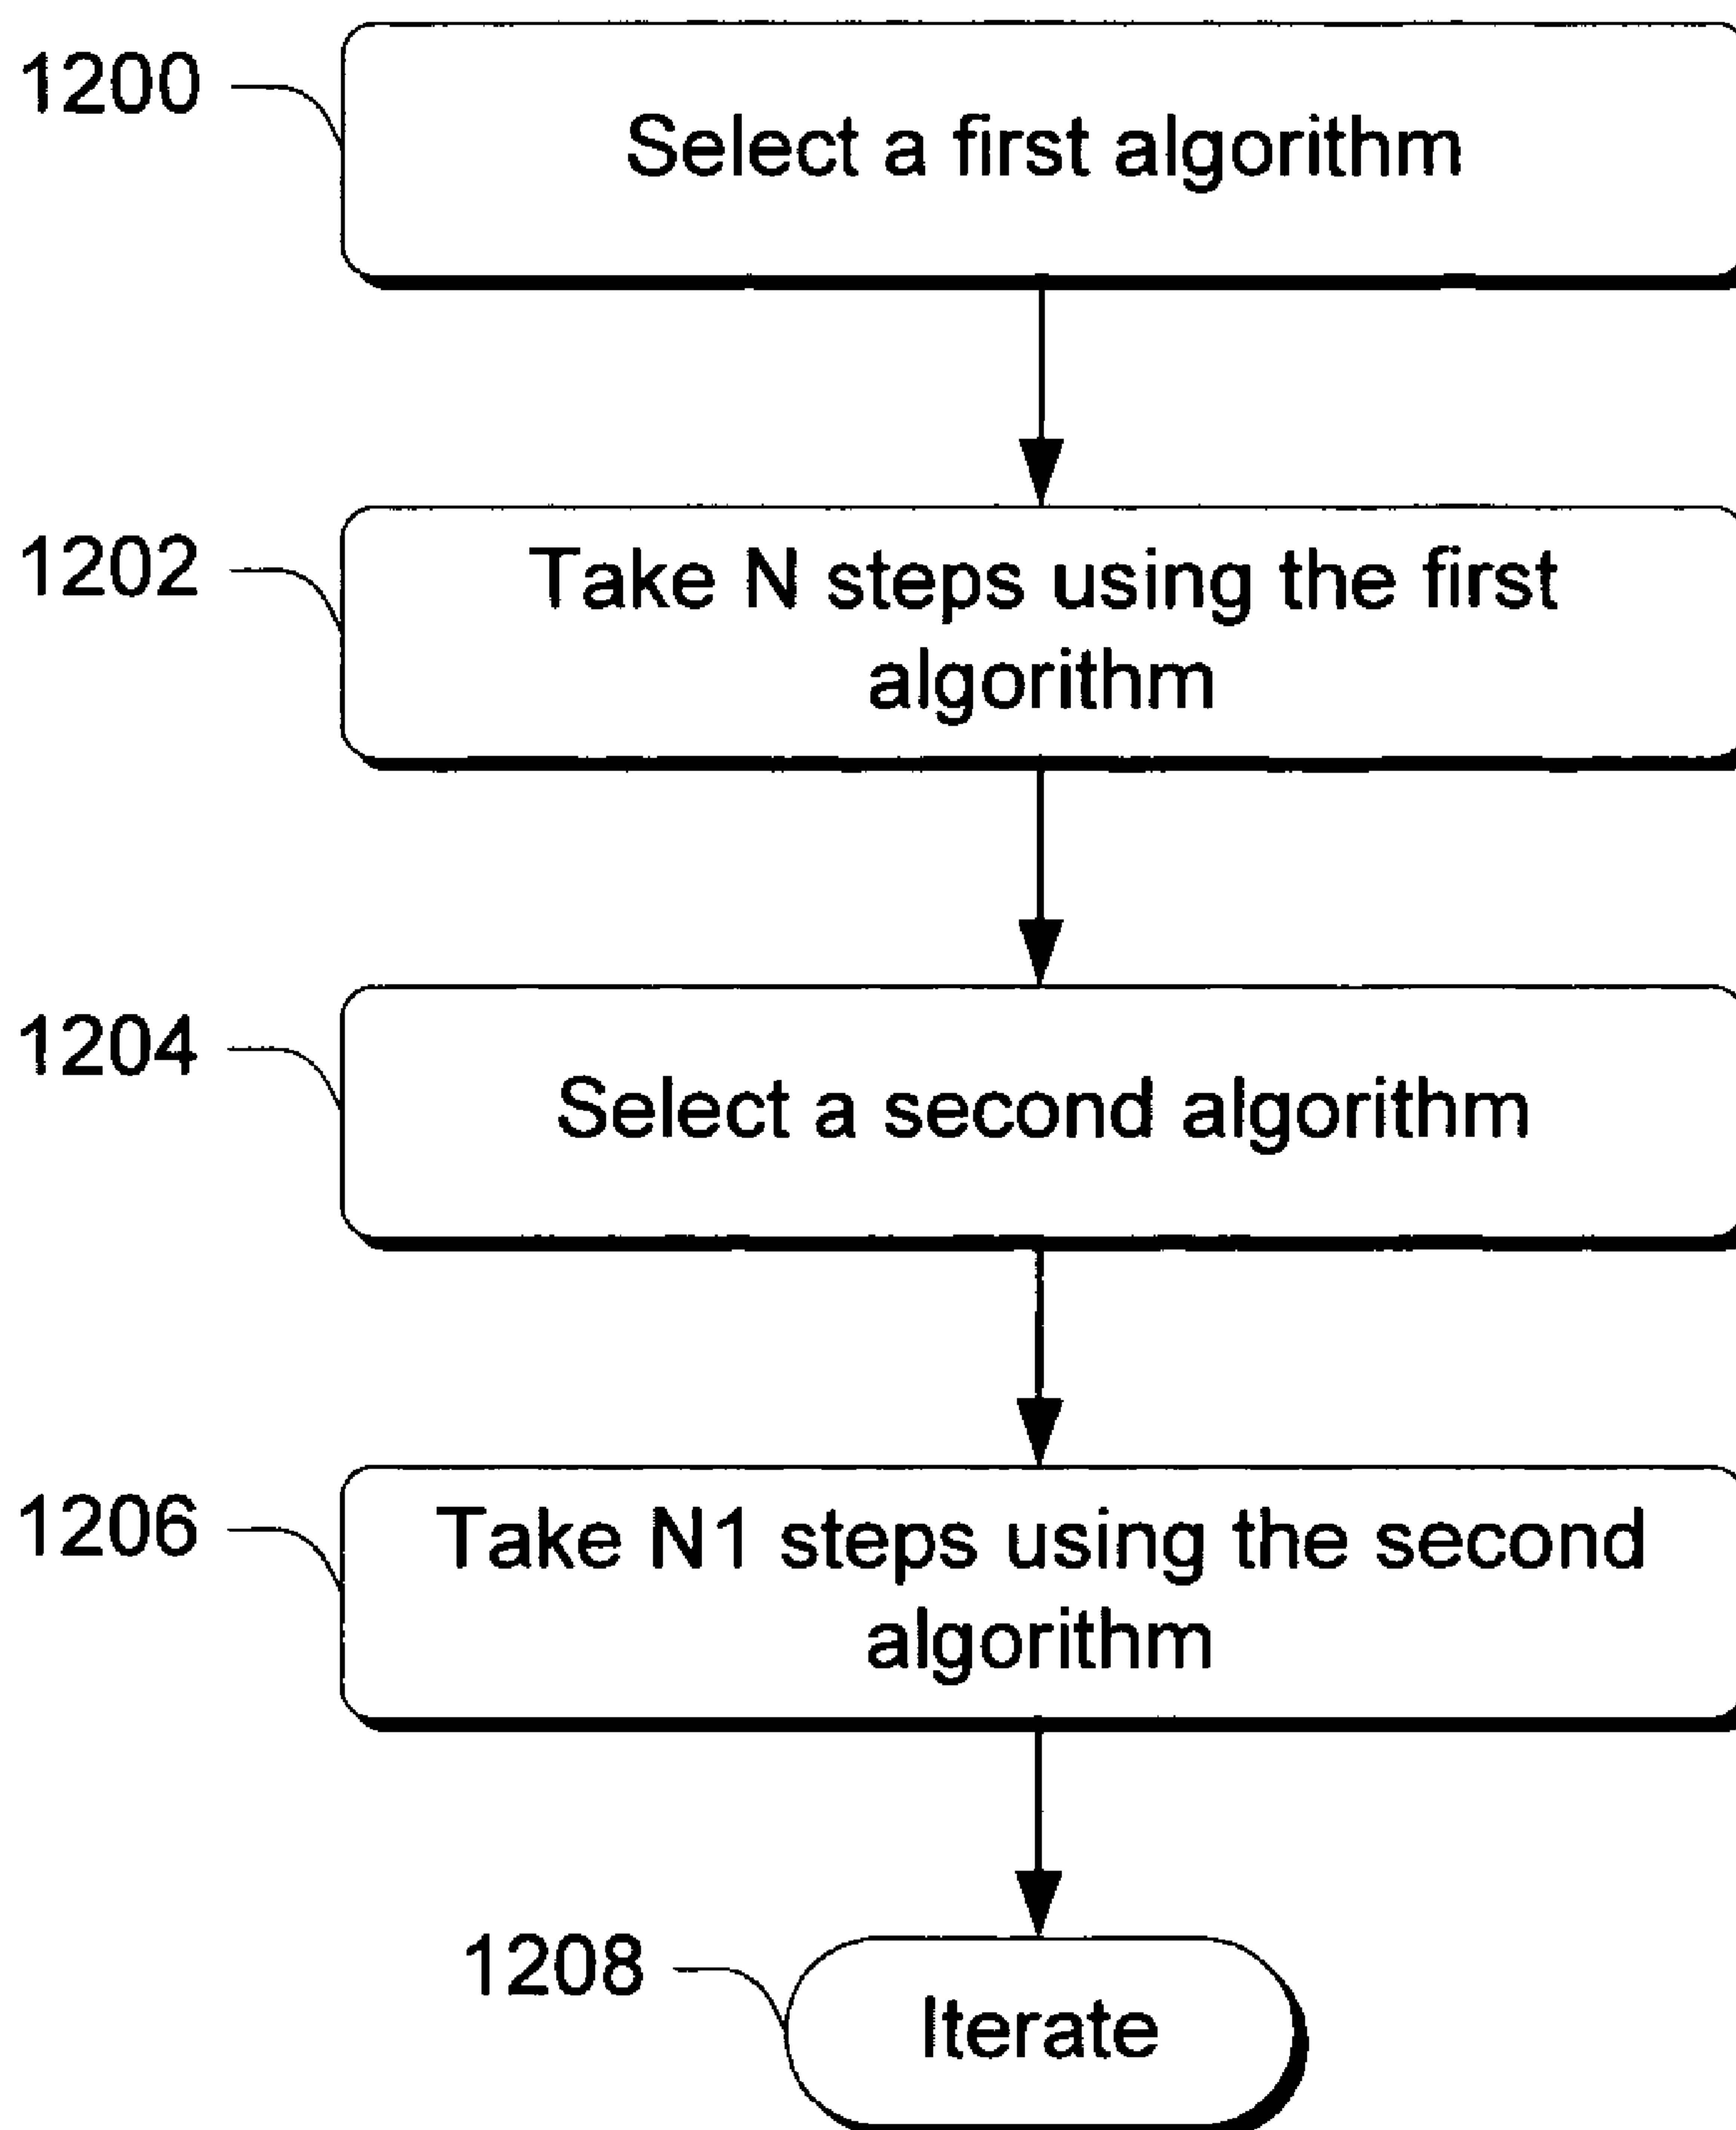 1200
Select a first algorithm
1202
Take N steps using the first
algorithm
1204
Select a second algorithm
1206
Take N1 steps using the second
algorithm
1208
Iterate